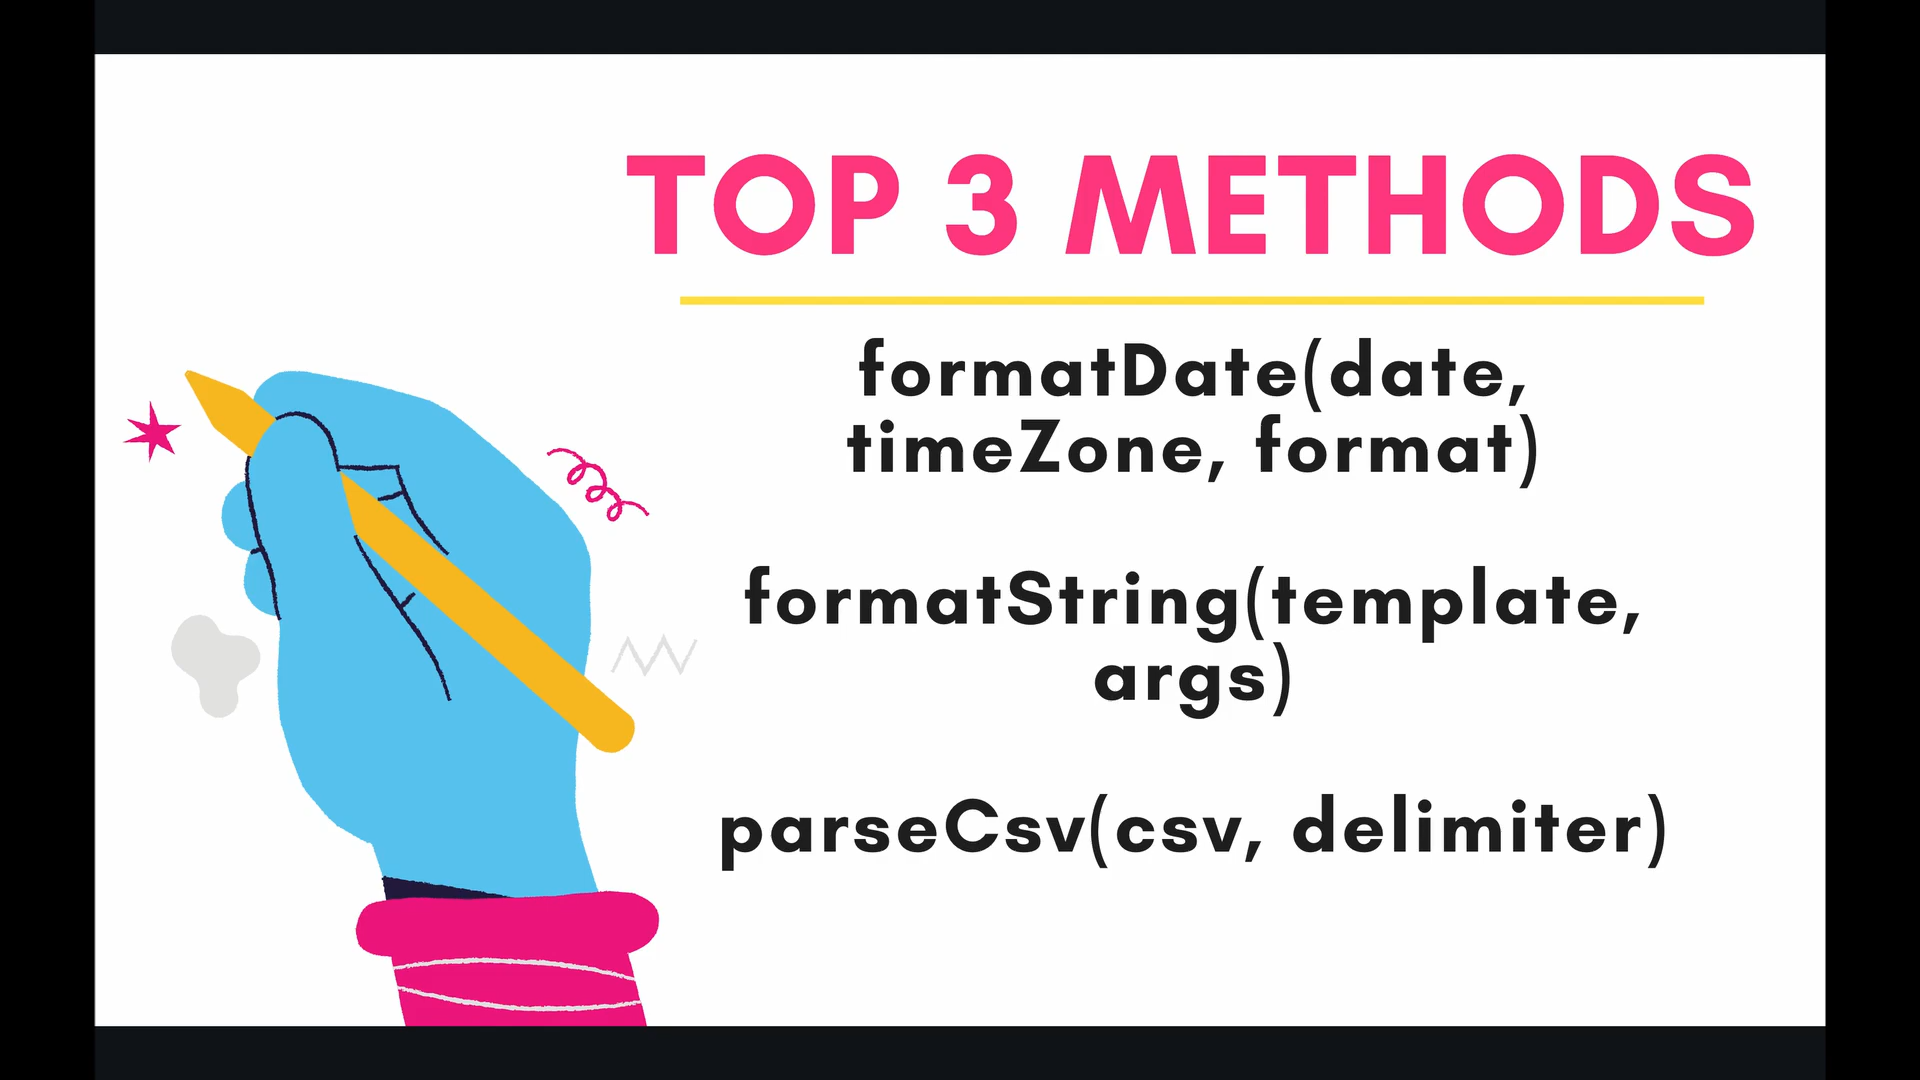 TOP 3 METHODS
formatDate(date,
timeZone, format)
formatString(template,
args)
parseCsv(csv, delimiter)